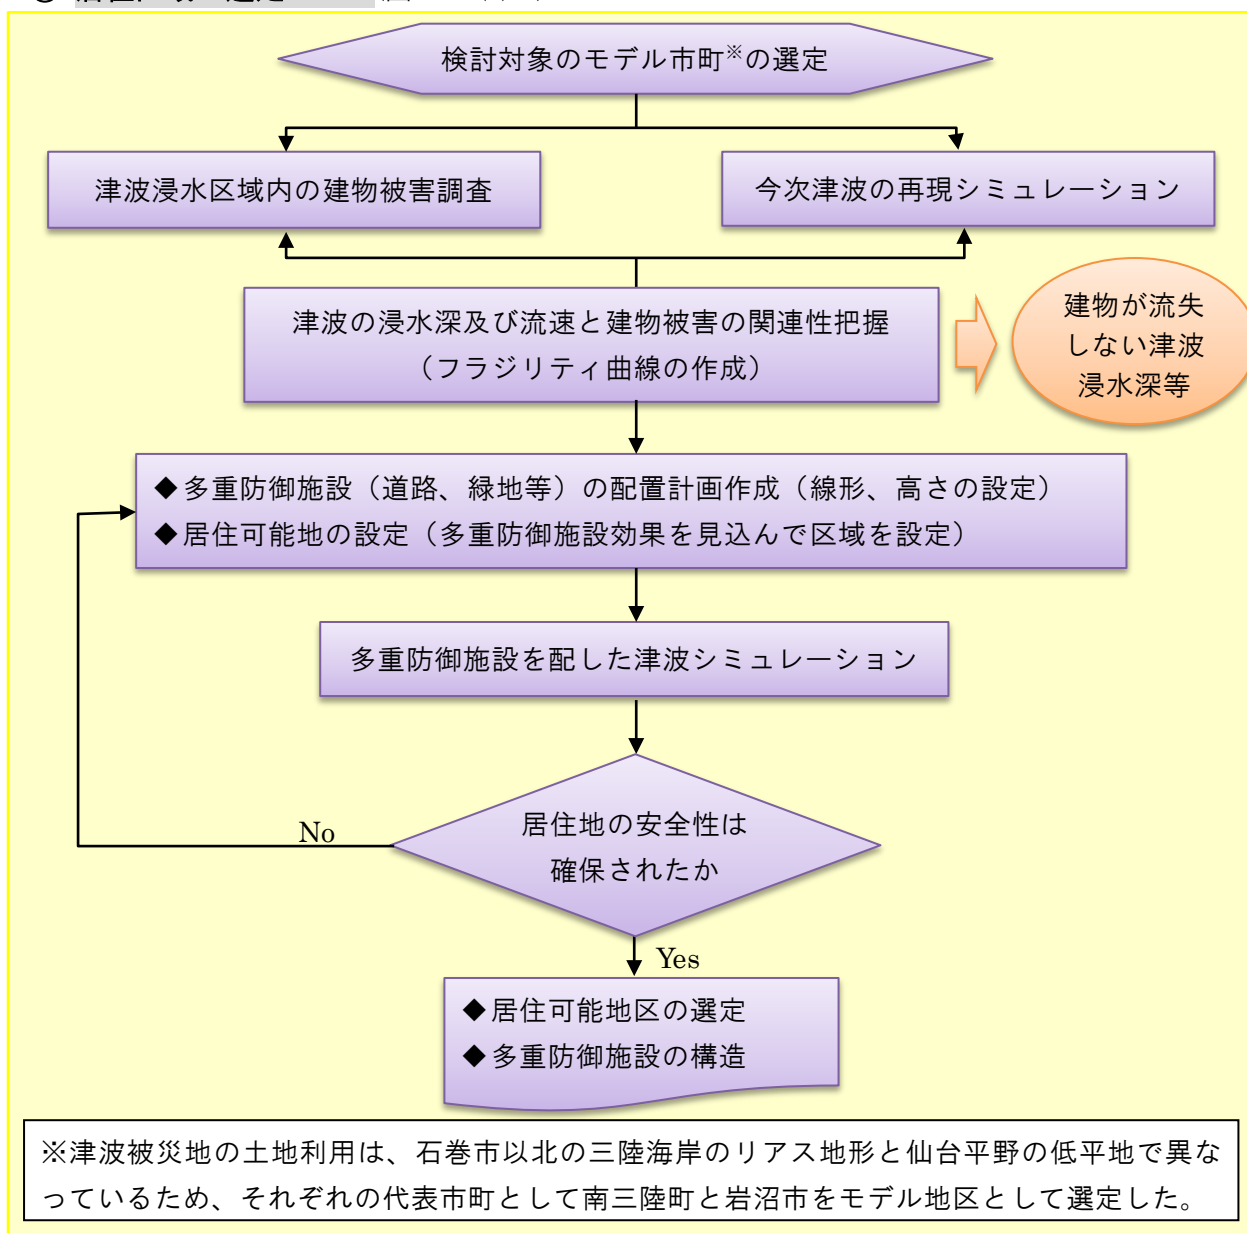 検討対象のモデル市町※の選定
津波浸水区域内の建物被害調査
今次津波の再現シミュレーション
津波の浸水深及び流速と建物被害の関連性把握
（フラジリティ曲線の作成）
建物が流失
しない津波
浸水深等
◆多重防御施設（道路、緑地等）の配置計画作成（線形、高さの設定）
◆居住可能地の設定（多重防御施設効果を見込んで区域を設定）
多重防御施設を配した津波シミュレーション
居住地の安全性は
確保されたか
No
Yes
◆居住可能地区の選定
◆多重防御施設の構造
※津波被災地の土地利用は、石巻市以北の三陸海岸のリアス地形と仙台平野の低平地で異な
っているため、それぞれの代表市町として南三陸町と岩沼市をモデル地区として選定した。